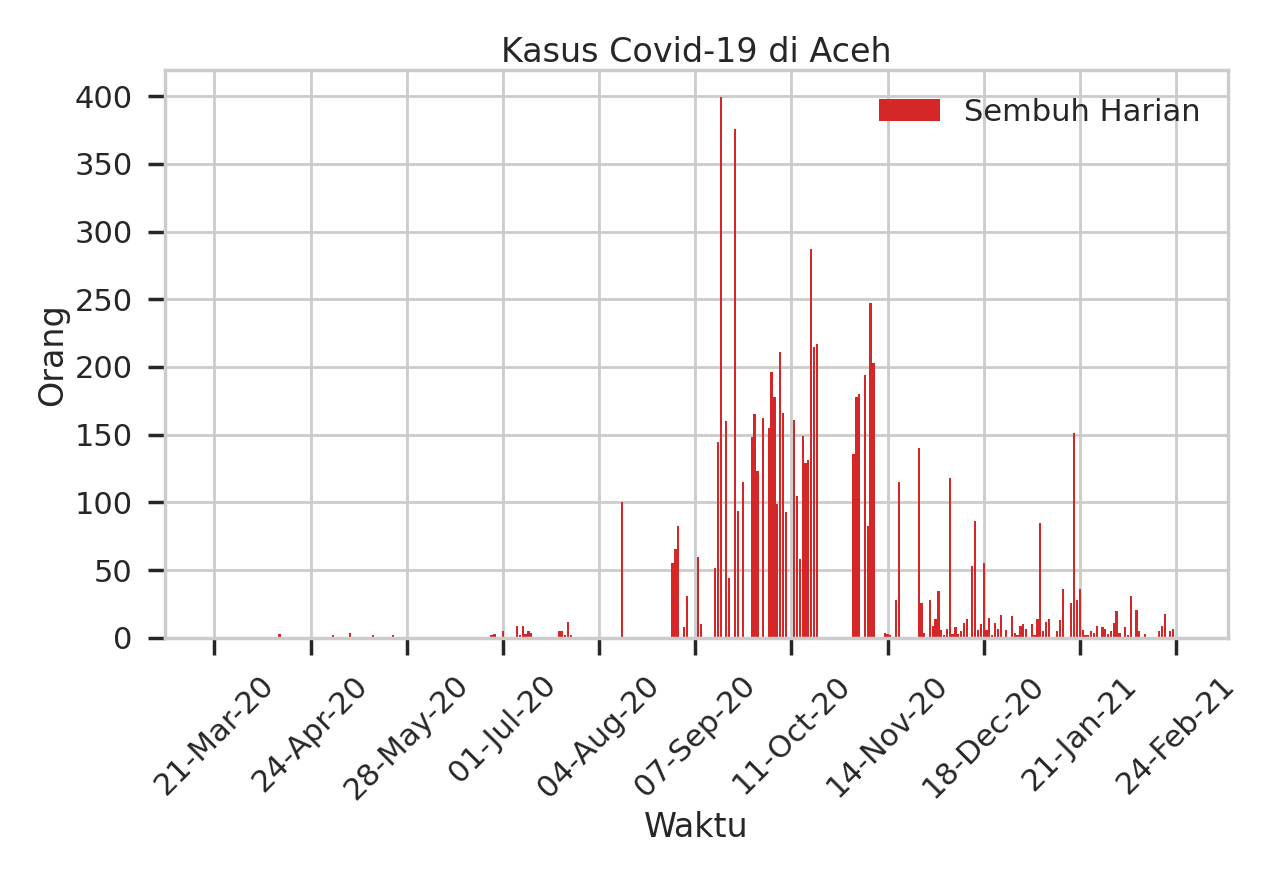 Kasus Covid-19 di Aceh
Sembuh Harian
Orang
400
350
300
250
200
150
100
50
0
21-Mar-20
24-Apr-20
28-May-20
01-Jul-20
04-Aug-20
07-Sep-20
11-Oct-20
14-Nov-20
18-Dec-20
21-Jan-21
24-Feb-21
Waktu